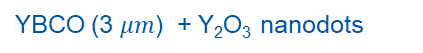 YBCO (3 𝜇𝑚) + Y₂O₃ nanodots